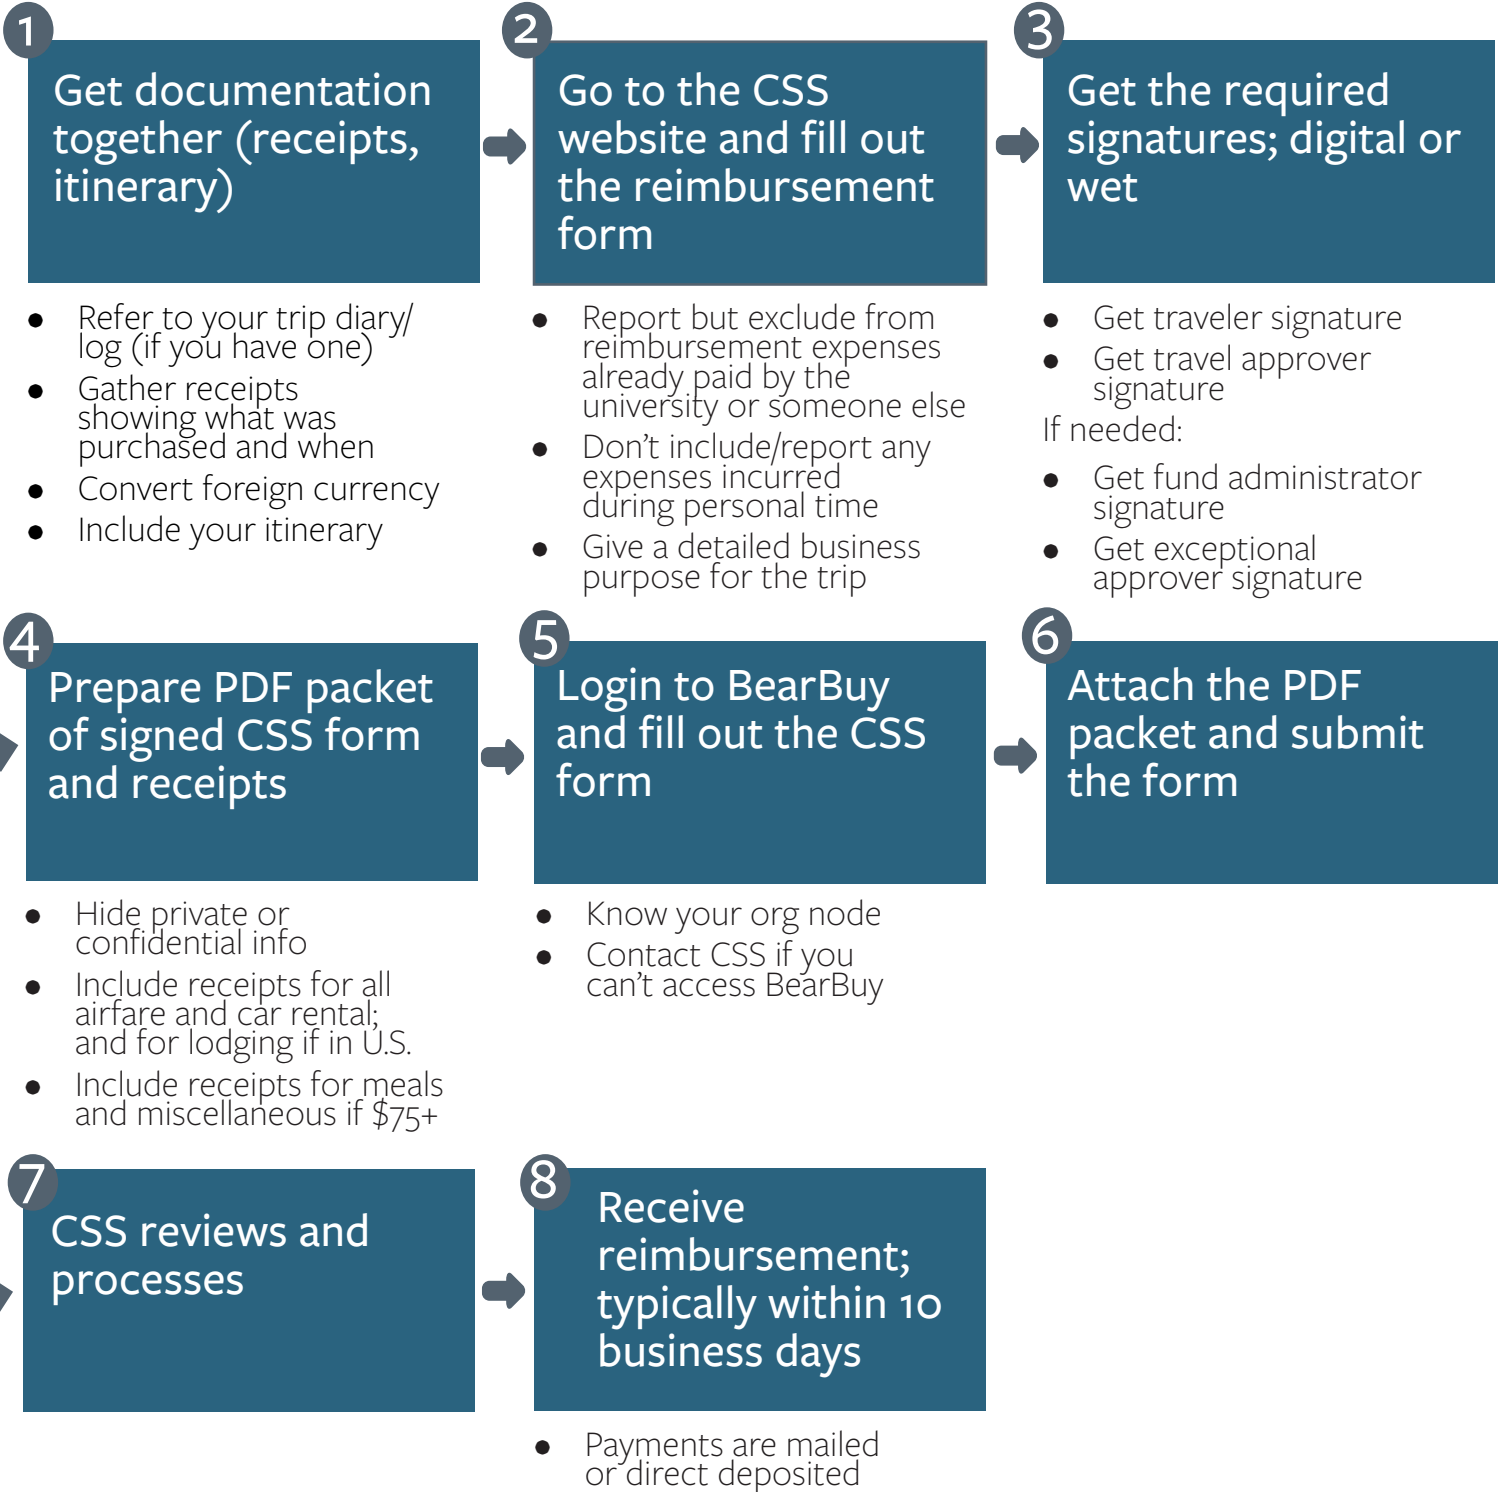 1
Get documentation
together (receipts,
itinerary)
Refer to your trip diary/
log (if you have one)
Gather receipts
showing what was
purchased and when
Convert foreign currency
Include your itinerary
2
Go to the CSS
website and fill out
the reimbursement
form
Report but exclude from
reimbursement expenses
already paid by the
university or someone else
Don't include/report any
expenses incurred
during personal time
Give a detailed business
purpose for the trip
3
Get the required
signatures; digital or
wet
Get traveler signature
Get travel approver
signature
If needed:
Get fund administrator
signature
Get exceptional
approver signature
4
Prepare PDF packet
of signed CSS form
and receipts
Hide private or
confidential info
Include receipts for all
airfare and car rental;
and for lodging if in U.S.
Include receipts for meals
and miscellaneous if $75+
5
Login to BearBuy
and fill out the CSS
form
Know your org node
Contact CSS if you
can't access BearBuy
6
Attach the PDF
packet and submit
the form
7
CSS reviews and
processes
8
Receive
reimbursement;
typically within 10
business days
Payments are mailed
or direct deposited